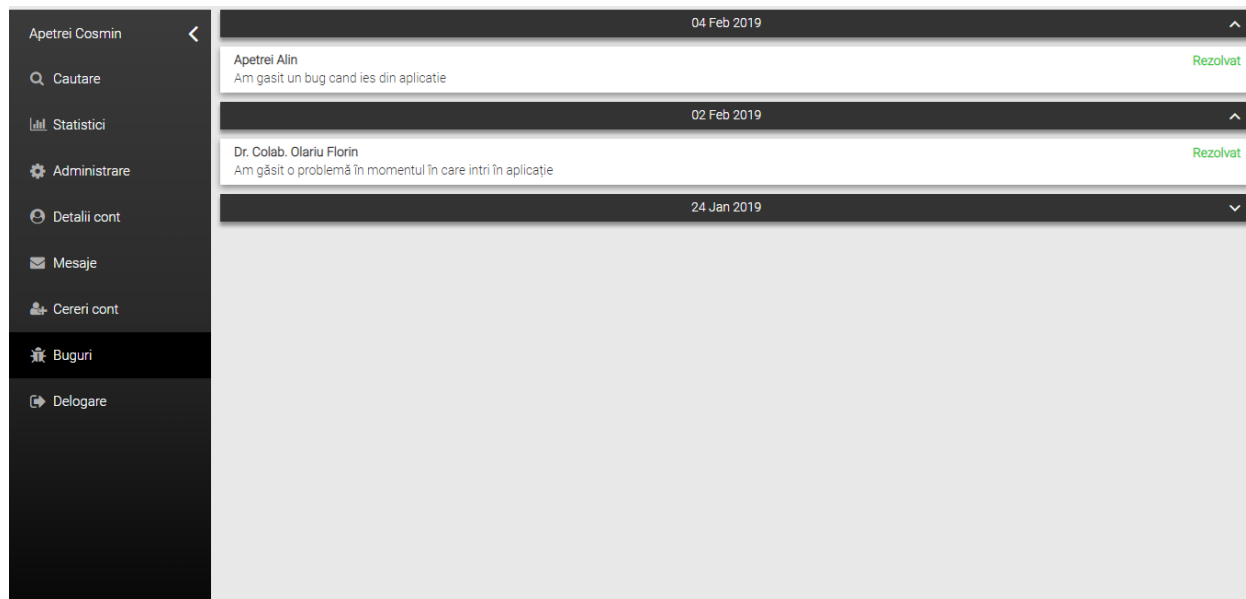 Apetrei Cosmin
Cautare
Statistici
Administrare
Detalii cont
Mesaje
Cereri cont
Buguri
Delogare
04 Feb 2019
Apetrei Alin
Rezolvat
Am gasit un bug cand ies din aplicatie
02 Feb 2019
Dr. Colab. Olariu Florin
Rezolvat
Am găsit o problemă în momentul în care intri în aplicație
24 Jan 2019